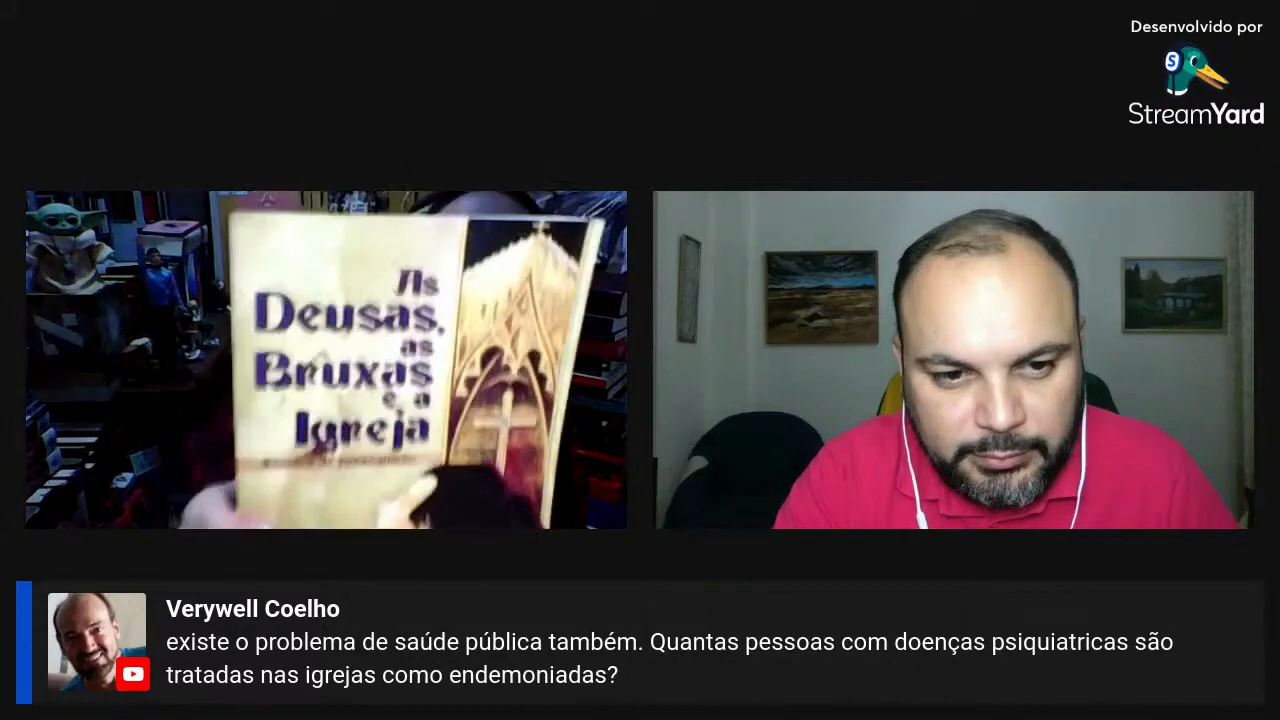 Desenvolvido por
StreamYard
As
Deusas,
as
Bruxas
e a
Igreja
Verywell Coelho
existe o problema de saúde pública também. Quantas pessoas com doenças psiquiatricas são
tratadas nas igrejas como endemoniadas?